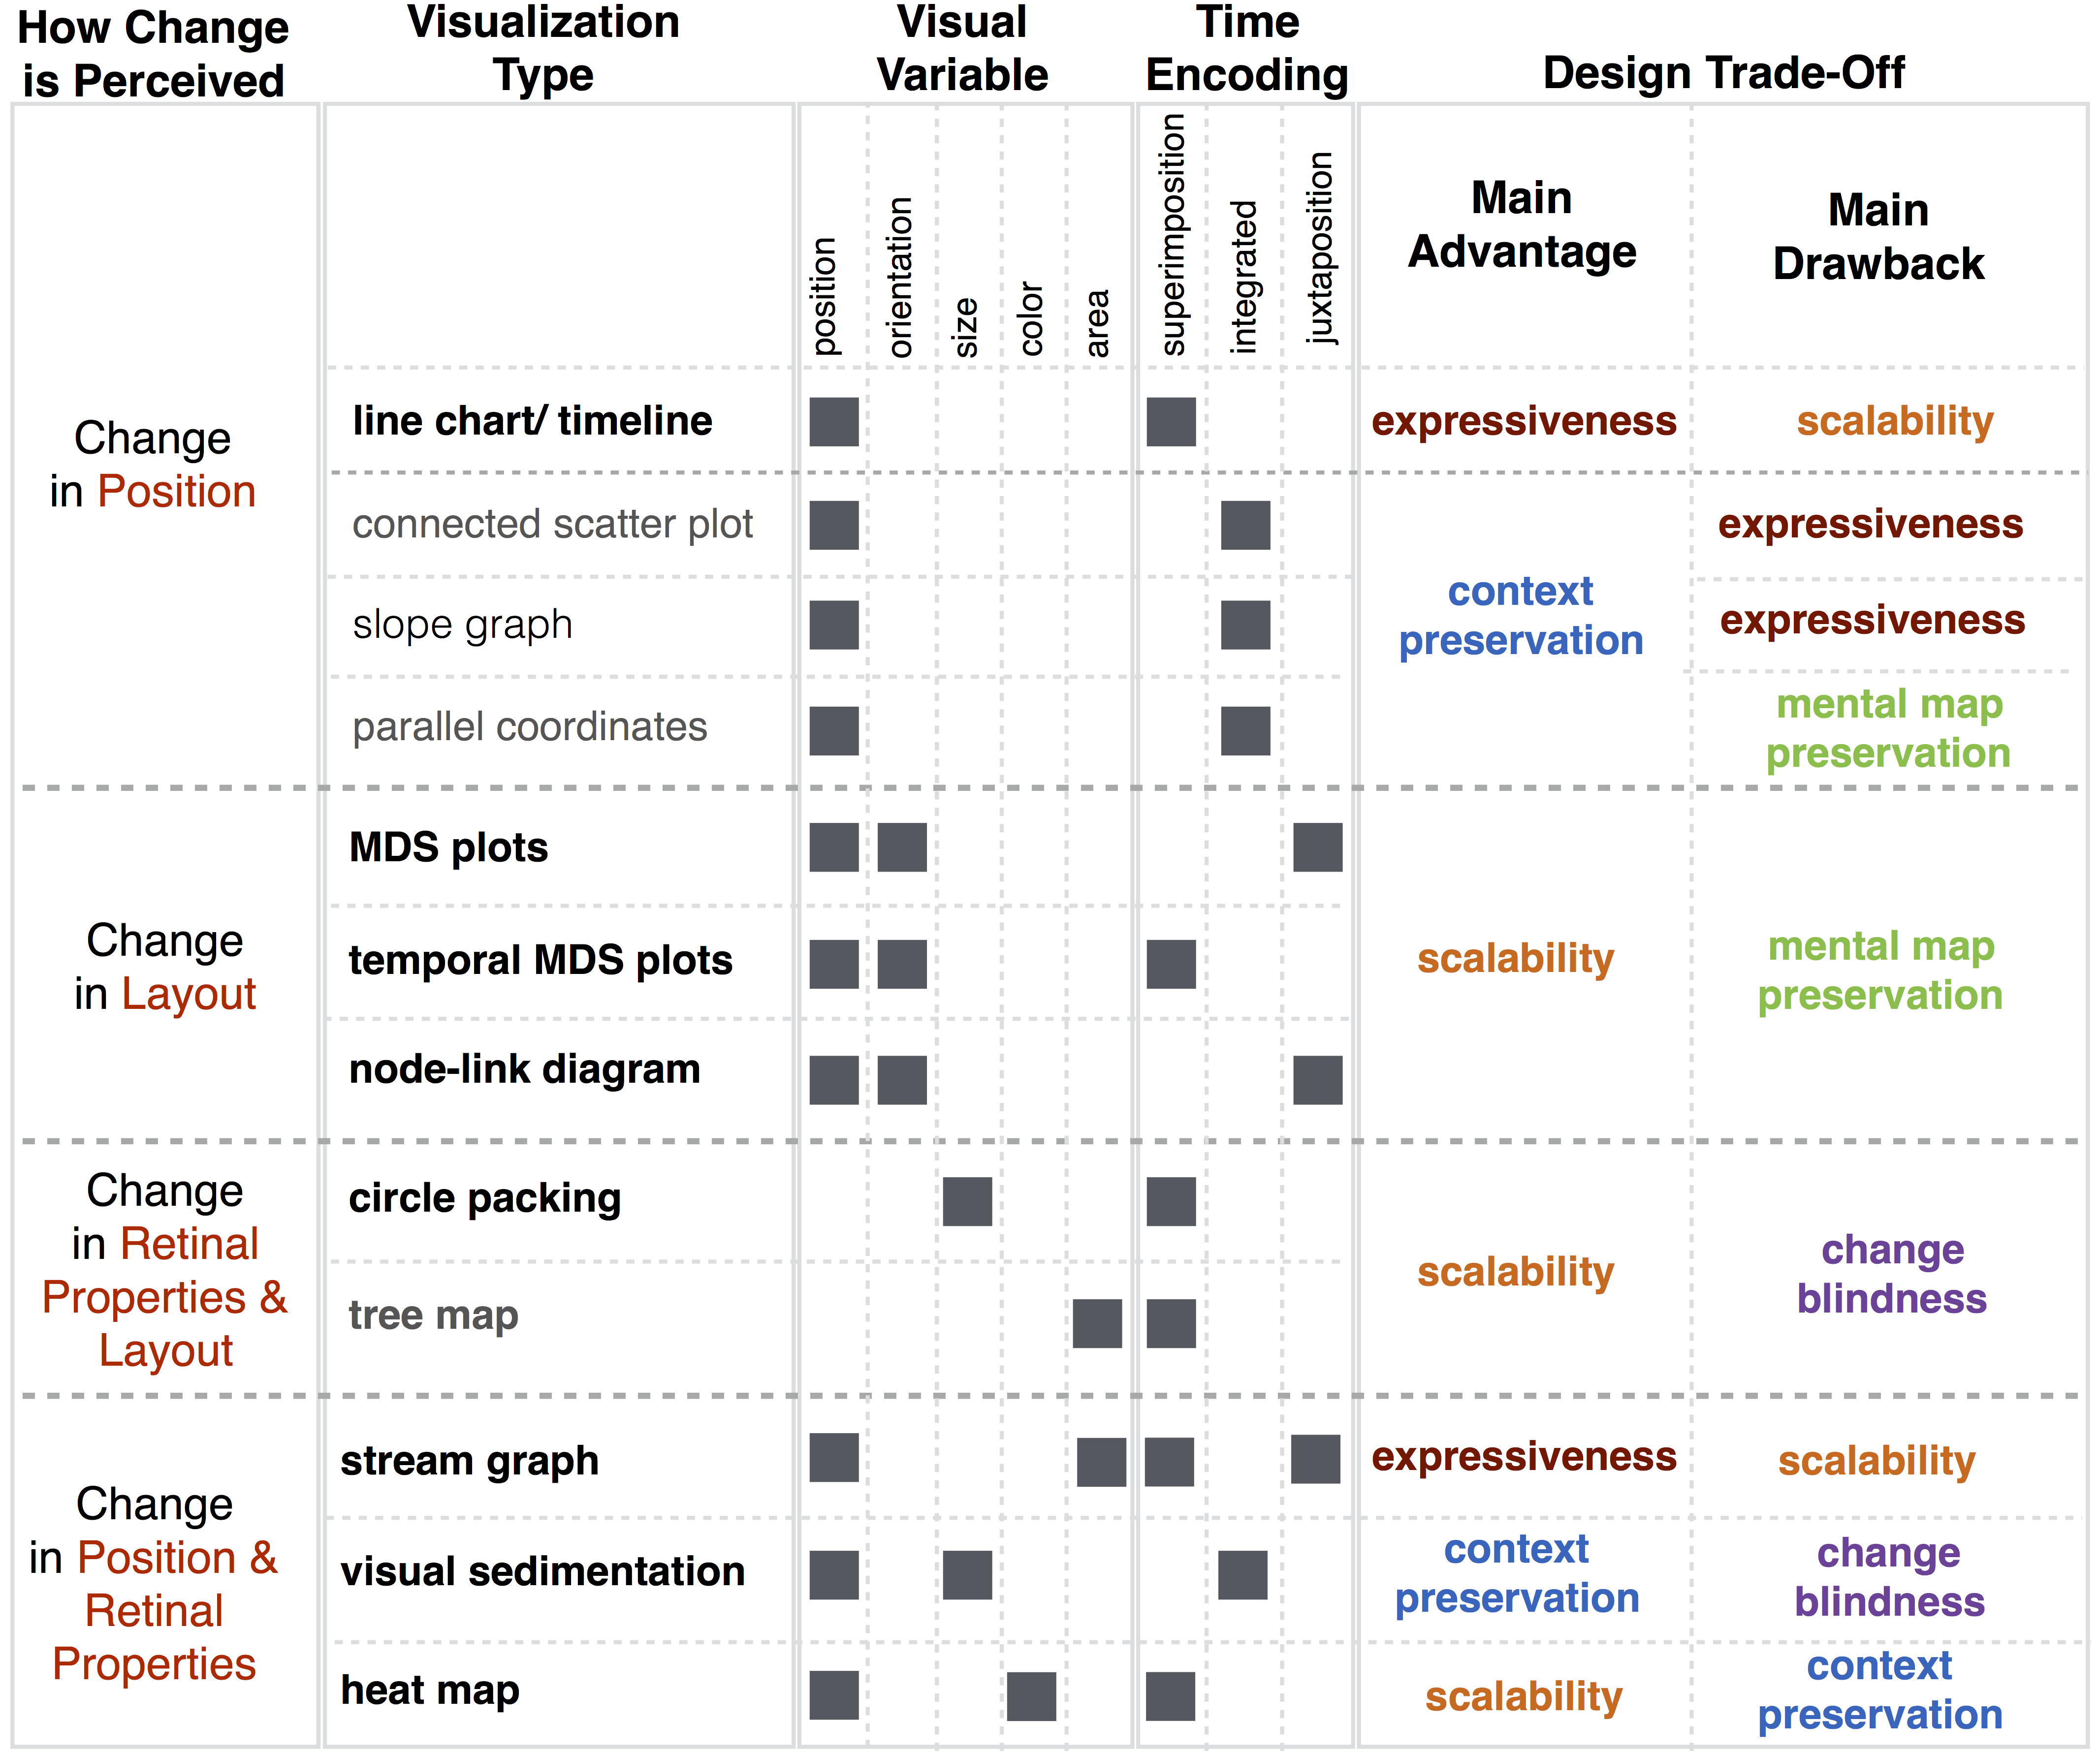 How Change
is Perceived
Visualization
Type
Visual
Variable
Time
Encoding
Design Trade-Off
position
orientation
size
color
area
superimposition
integrated
juxtaposition
Main
Advantage
Main
Drawback
Change
in Position
line chart/ timeline
expressiveness
scalability
connected scatter plot
context
preservation
expressiveness
slope graph
expressiveness
parallel coordinates
mental map
preservation
Change
in Layout
MDS plots
temporal MDS plots
node-link diagram
scalability
mental map
preservation
Change
in Retinal
Properties &
Layout
circle packing
tree map
scalability
change
blindness
Change
in Position &
Retinal
Properties
stream graph
expressiveness
scalability
visual sedimentation
context
preservation
change
blindness
heat map
scalability
context
preservation